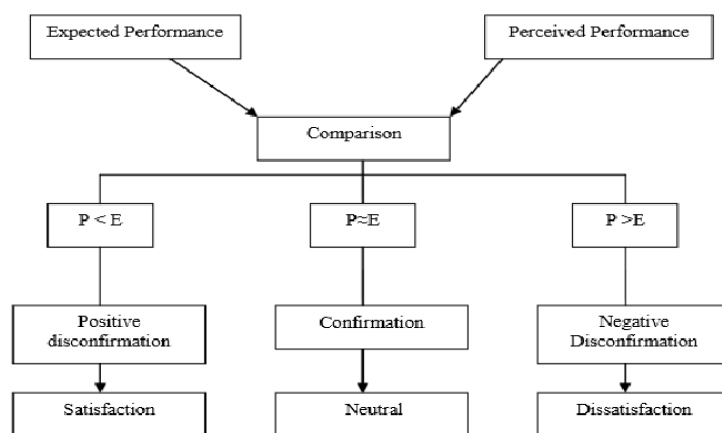 Expected Performance
Perceived Performance
Comparison
P < E
P≈E
P >E
Positive
disconfirmation
Confirmation
Negative
Disconfirmation
Satisfaction
Neutral
Dissatisfaction